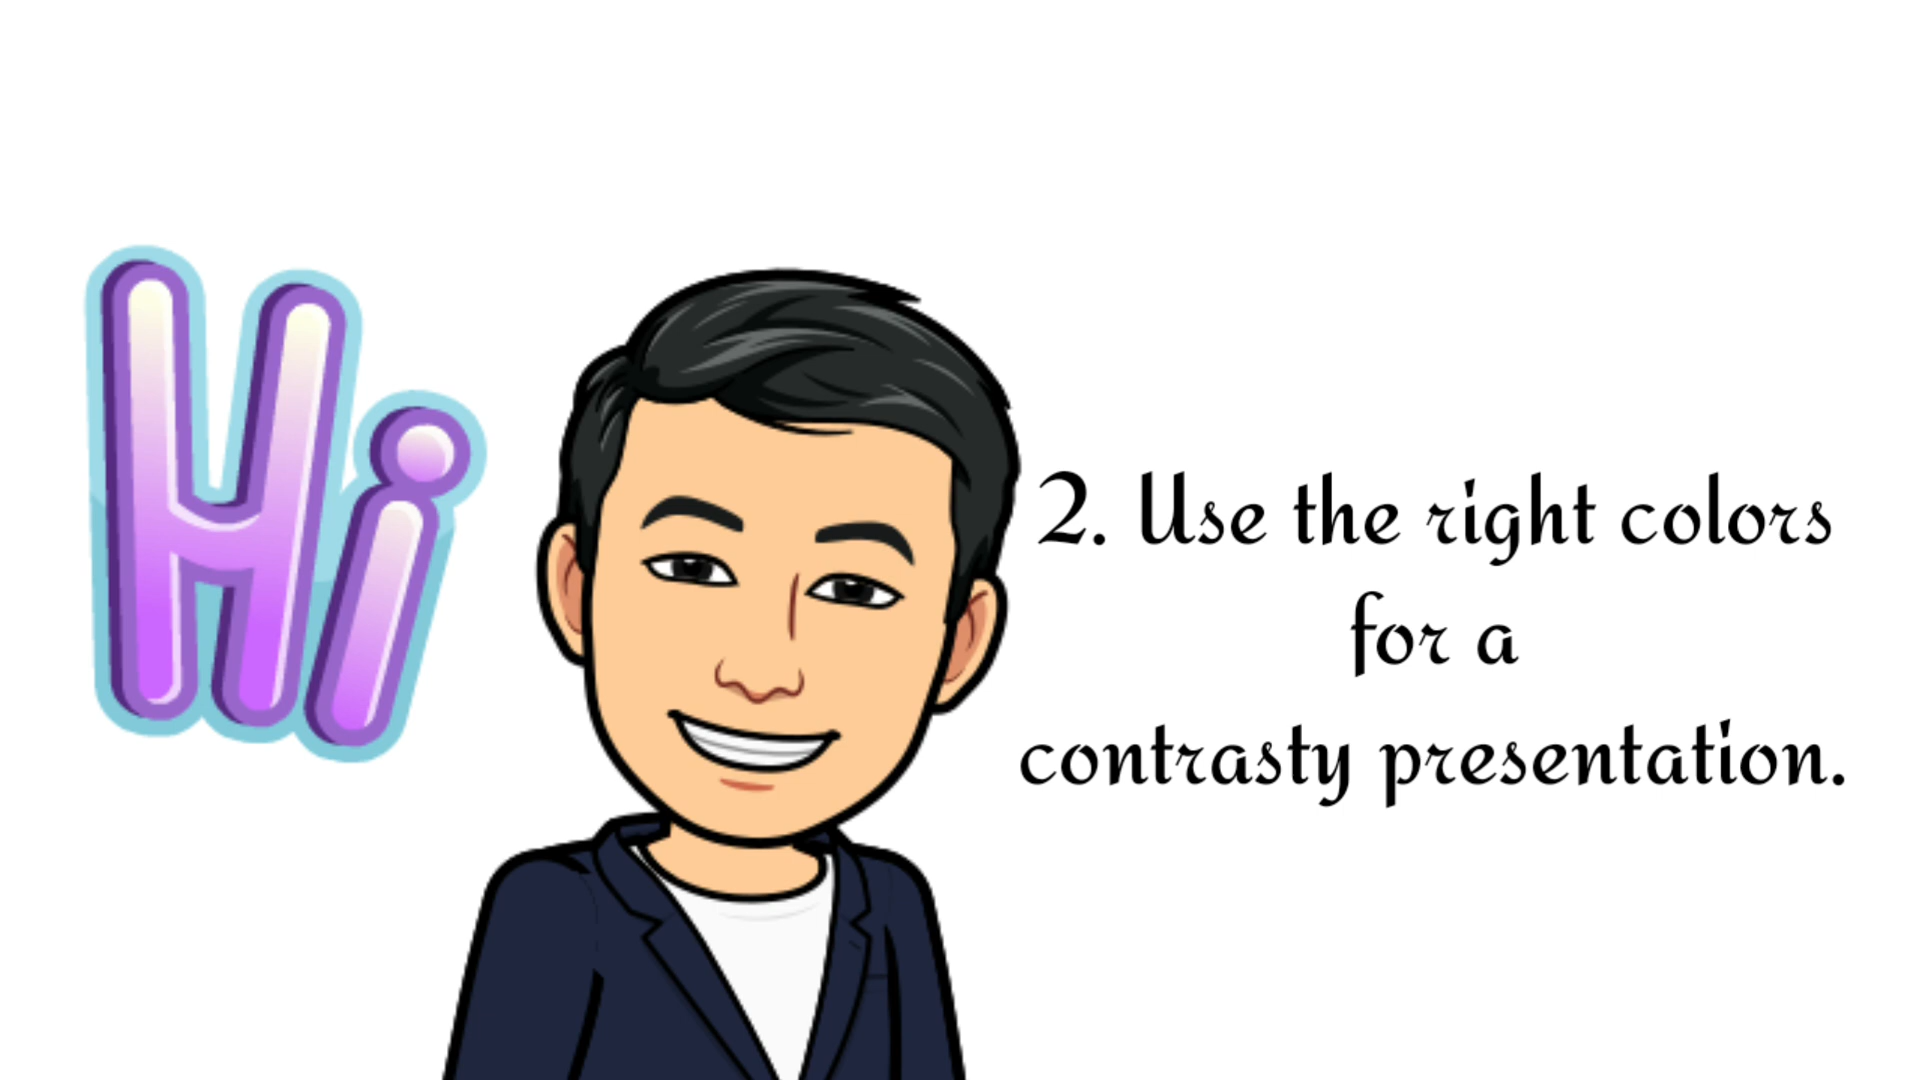 Hi
2. Use the right colors
for a
contrasty presentation.